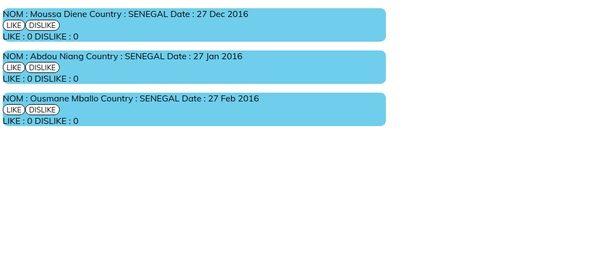 NOM : Moussa Diene Country : SENEGAL Date : 27 Dec 2016
LIKE DISLIKE
LIKE : 0 DISLIKE : 0
NOM : Abdou Niang Country : SENEGAL Date : 27 Jan 2016
LIKE DISLIKE
LIKE : 0 DISLIKE : 0
NOM : Ousmane Mballo Country : SENEGAL Date : 27 Feb 2016
LIKE DISLIKE
LIKE : 0 DISLIKE : 0